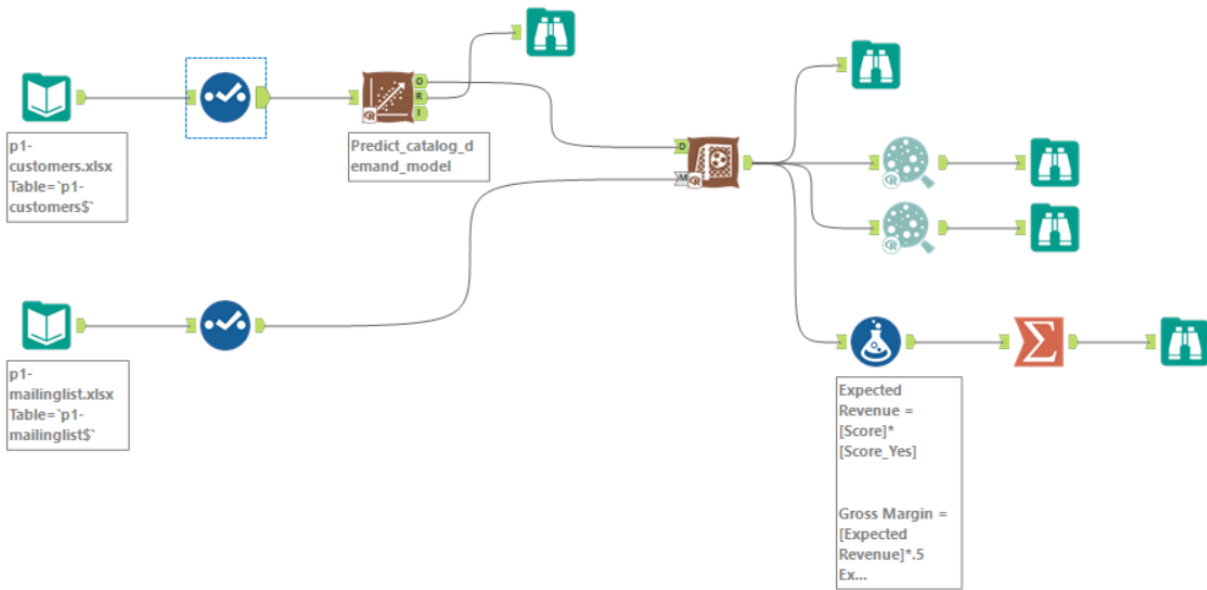 p1-
customers.xlsx
Table=`p1-
customers$`
O
R
I
Predict_catalog_d
emand_model
D
M
p1-
mailinglist.xlsx
Table=`p1-
mailinglist$`
Expected
Revenue =
[Score]*
[Score_Yes]
Gross Margin =
[Expected
Revenue]*.5
Ex...